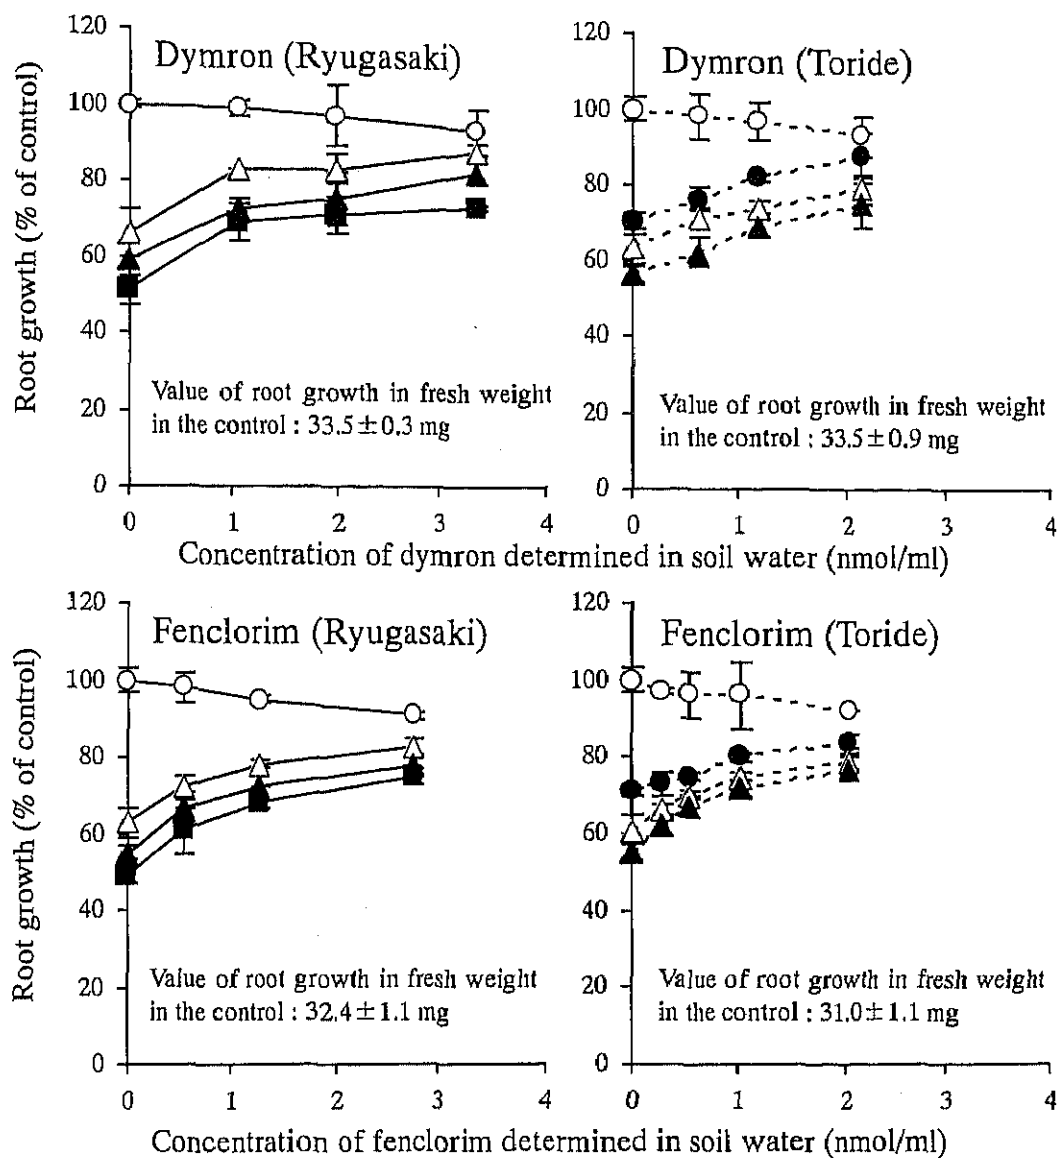 Root growth (% of control)
120
100
80
60
40
20
0
Dymron (Ryugasaki)
Value of root growth in fresh weight
in the control : 33.5±0.3 mg
0 1 2 3 4
120
100
80
60
40
20
0
Dymron (Toride)
Value of root growth in fresh weight
in the control : 33.5±0.9 mg
0 1 2 3 4
Concentration of dymron determined in soil water (nmol/ml)
Root growth (% of control)
120
100
80
60
40
20
0
Fenclorim (Ryugasaki)
Value of root growth in fresh weight
in the control : 32.4±1.1 mg
0 1 2 3 4
120
100
80
60
40
20
0
Fenclorim (Toride)
Value of root growth in fresh weight
in the control : 31.0±1.1 mg
0 1 2 3 4
Concentration of fenclorim determined in soil water (nmol/ml)